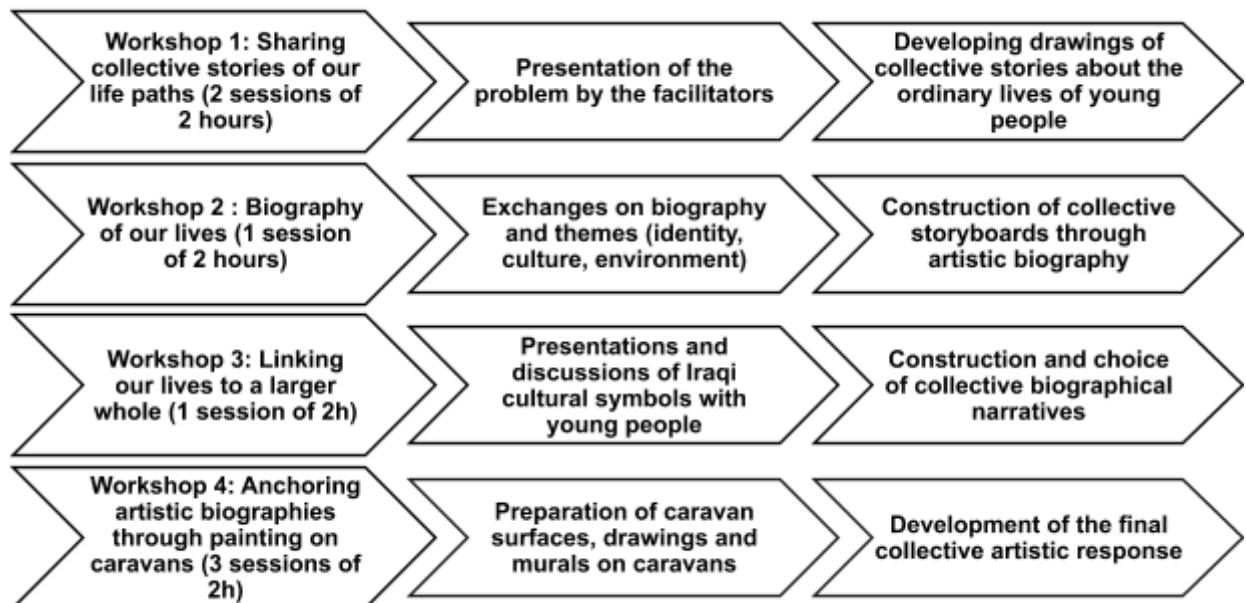 Workshop 1: Sharing
collective stories of our
life paths (2 sessions of
2 hours)
Presentation of the
problem by the facilitators
Developing drawings of
collective stories about the
ordinary lives of young
people
Workshop 2 : Biography
of our lives (1 session
of 2 hours)
Exchanges on biography
and themes (identity,
culture, environment)
Construction of collective
storyboards through
artistic biography
Workshop 3: Linking
our lives to a larger
whole (1 session of 2h)
Presentations and
discussions of Iraqi
cultural symbols with
young people
Construction and choice
of collective biographical
narratives
Workshop 4: Anchoring
artistic biographies
through painting on
caravans (3 sessions of
2h)
Preparation of caravan
surfaces, drawings and
murals on caravans
Development of the final
collective artistic response